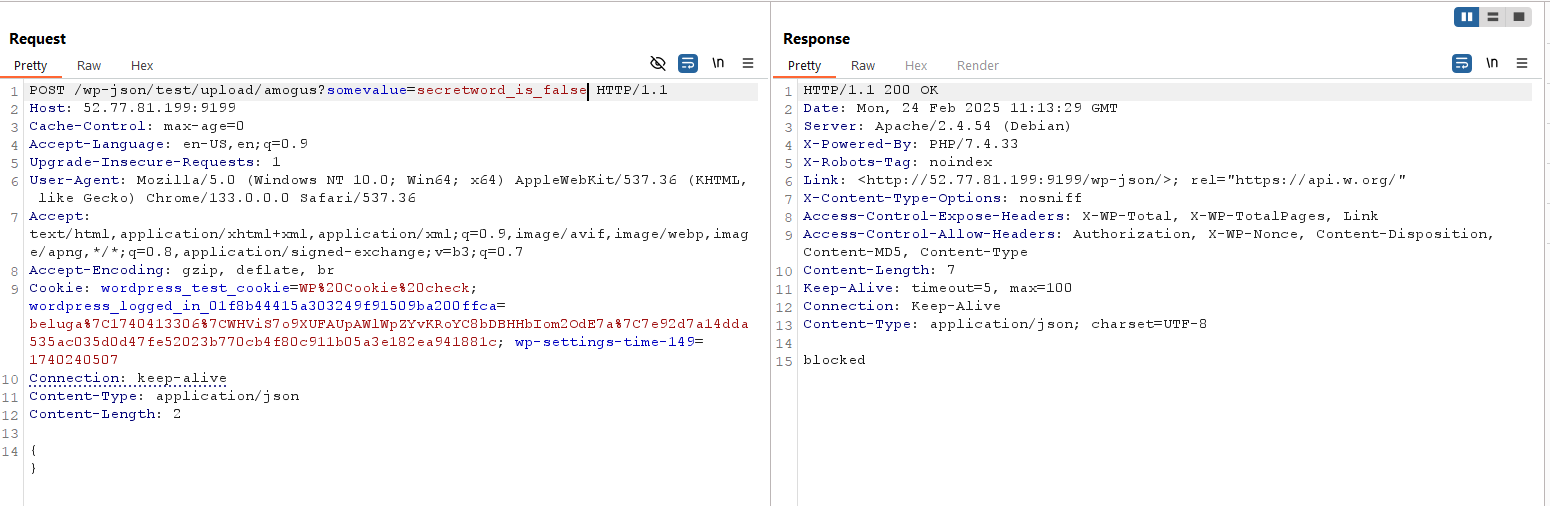 Request
Pretty Raw Hex
\n
1 POST /wp-json/test/upload/amogus?somevalue=secretword_is_false HTTP/1.1
2 Host: 52.77.81.199:9199
3 Cache-Control: max-age=0
4 Accept-Language: en-US,en;q=0.9
5 Upgrade-Insecure-Requests: 1
6 User-Agent: Mozilla/5.0 (Windows NT 10.0; Win64; x64) AppleWebKit/537.36 (KHTML,
like Gecko) Chrome/133.0.0.0 Safari/537.36
7 Accept:
text/html,application/xhtml+xml,application/xml;q=0.9,image/avif,image/webp,imag
e/apng,*/*;q=0.8,application/signed-exchange;v=b3;q=0.7
8 Accept-Encoding: gzip, deflate, br
9 Cookie: wordpress_test_cookie=WP%20Cookie%20check;
wordpress_logged_in_01f8b44415a303249f91509ba200ffca=
beluga%7C1740413306%7CWHViS7o9XUFAUpAWlWpZYvKRoYC8bDBHHbIom2OdE7a%7C7e92d7a14dda
535ac035d0d47fe52023b770cb4f80c911b05a3e182ea941881c; wp-settings-time-149=
1740240507
10 Connection: keep-alive
11 Content-Type: application/json
12 Content-Length: 2
13
14 {
}
Response
Pretty Raw Hex Render
\n
1 HTTP/1.1 200 OK
2 Date: Mon, 24 Feb 2025 11:13:29 GMT
3 Server: Apache/2.4.54 (Debian)
4 X-Powered-By: PHP/7.4.33
5 X-Robots-Tag: noindex
6 Link: <http://52.77.81.199:9199/wp-json/>; rel="https://api.w.org/"
7 X-Content-Type-Options: nosniff
8 Access-Control-Expose-Headers: X-WP-Total, X-WP-TotalPages, Link
9 Access-Control-Allow-Headers: Authorization, X-WP-Nonce, Content-Disposition,
Content-MD5, Content-Type
10 Content-Length: 7
11 Keep-Alive: timeout=5, max=100
12 Connection: Keep-Alive
13 Content-Type: application/json; charset=UTF-8
14
15 blocked